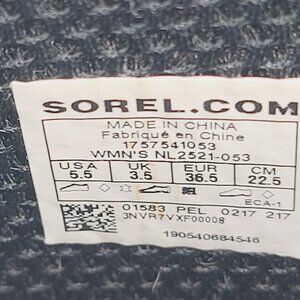 SOREL.COM
MADE IN CHINA
Fabriqué en Chine
1757541053
WMN'S NL2521-053
USA UK EUR CM
5.5 3.5 36.5 22.5
ECA-1
01583 PEL 0217 217
3NVR7VXF00008
190540684546